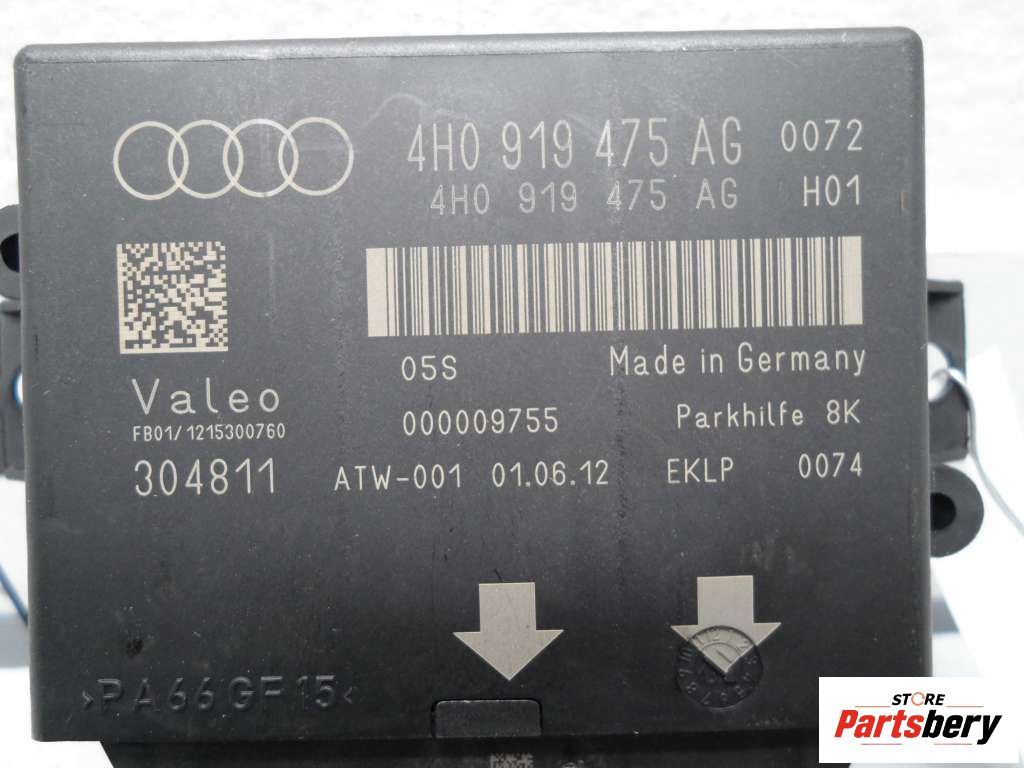 4H0 919 475 AG 0072
4H0 919 475 AG H01
05S Made in Germany
Valeo 000009755 Parkhilfe 8K
FB01/1215300760
304811 ATW-001 01.06.12 EKLP 0074
>PA66GF15<
STORE
Partsbery